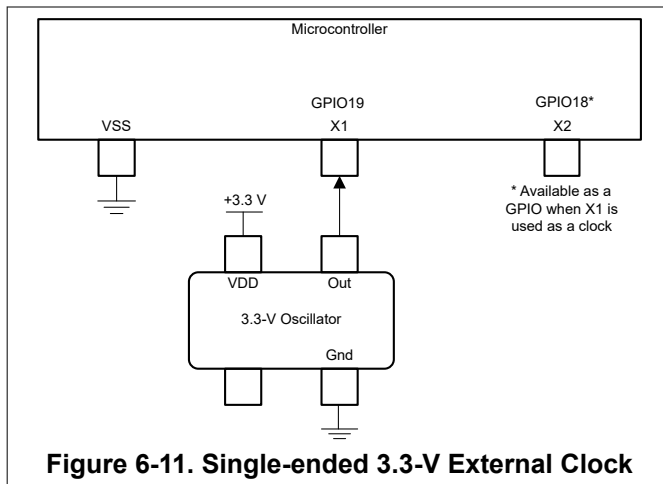 Microcontroller
GPIO19
GPIO18*
VSS
X1
X2
* Available as a
GPIO when X1 is
used as a clock
+3.3 V
VDD
Out
3.3-V Oscillator
Gnd
Figure 6-11. Single-ended 3.3-V External Clock